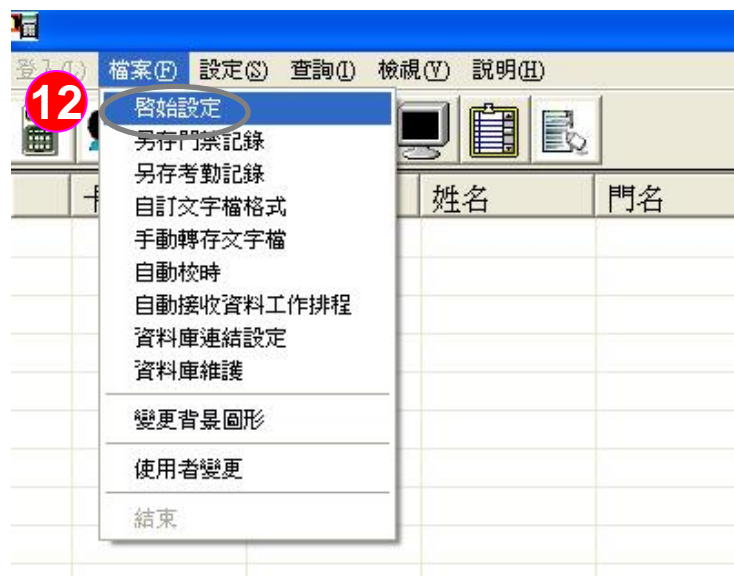 登入(L) 檔案(F) 設定(S) 查詢(I) 檢視(V) 説明(H)
12
啓始設定
另存門禁記錄
另存考勤記錄
自訂文字檔格式
手動轉存文字檔
自動校時
自動接收資料工作排程
資料庫連結設定
資料庫維護
變更背景圖形
使用者變更
結束
姓名 門名